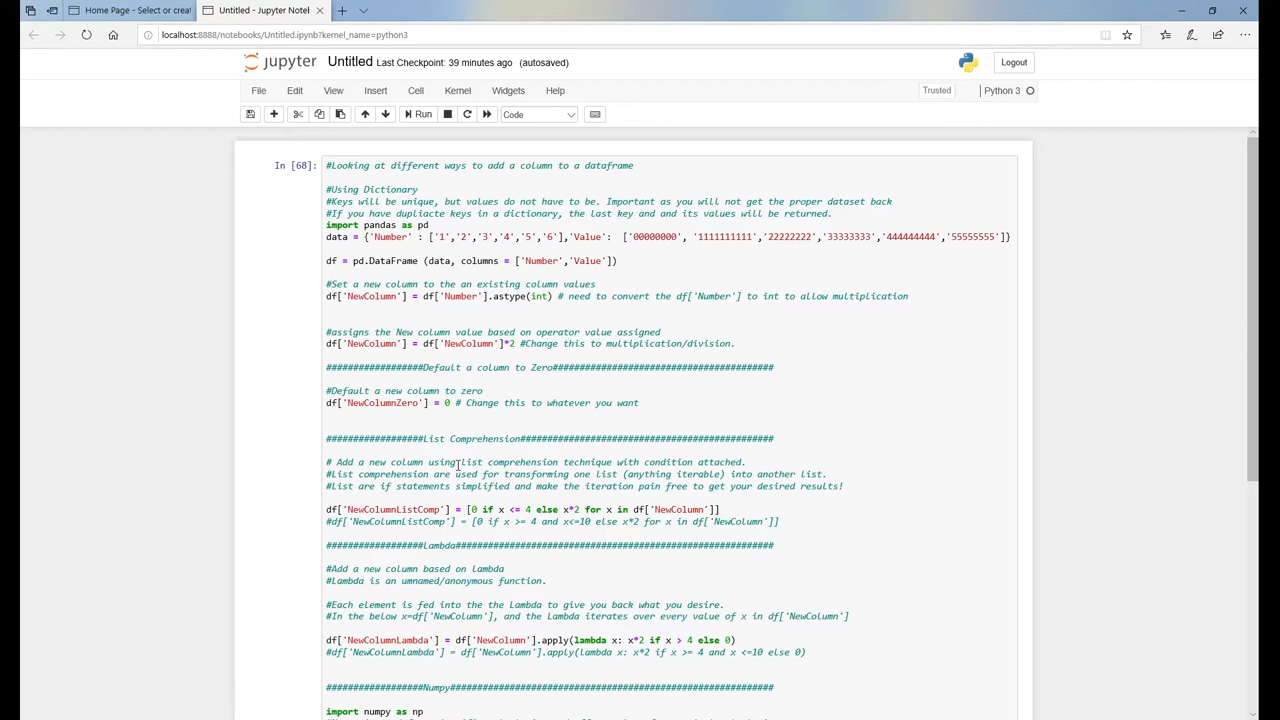 Home Page - Select or creat
Untitled - Jupyter Noteb
localhost:8888/notebooks/Untitled.ipynb?kernel_name=python3
jupyter Untitled Last Checkpoint: 39 minutes ago (autosaved)
Logout
File Edit View Insert Cell Kernel Widgets Help
Trusted
Python 3
Run
Code
In [68]:
#Looking at different ways to add a column to a dataframe
#Using Dictionary
#Keys will be unique, but values do not have to be. Important as you will not get the proper dataset back
#If you have dupliacte keys in a dictionary, the last key and and its values will be returned.
import pandas as pd
data = {'Number' : ['1','2','3','4','5','6'],'Value':  ['00000000', '1111111111','22222222','33333333','444444444','55555555']}
df = pd.DataFrame (data, columns = ['Number','Value'])
#Set a new column to the an existing column values
df['NewColumn'] = df['Number'].astype(int) # need to convert the df['Number'] to int to allow multiplication
#assigns the New column value based on operator value assigned
df['NewColumn'] = df['NewColumn']*2 #Change this to multiplication/division.
##################Default a column to Zero#########################################
#Default a new column to zero
df['NewColumnZero'] = 0 # Change this to whatever you want
##################List Comprehension###############################################
# Add a new column using list comprehension technique with condition attached.
#List comprehension are used for transforming one list (anything iterable) into another list.
#List are if statements simplified and make the iteration pain free to get your desired results!
df['NewColumnListComp'] = [0 if x <= 4 else x*2 for x in df['NewColumn']]
#df['NewColumnListComp'] = [0 if x >= 4 and x<=10 else x*2 for x in df['NewColumn']]
##################Lambda###########################################################
#Add a new column based on lambda
#Lambda is an umnamed/anonymous function.
#Each element is fed into the the Lambda to give you back what you desire.
#In the below x=df['NewColumn'], and the Lambda iterates over every value of x in df['NewColumn']
df['NewColumnLambda'] = df['NewColumn'].apply(lambda x: x*2 if x > 4 else 0)
#df['NewColumnLambda'] = df['NewColumn'].apply(lambda x: x*2 if x >= 4 and x <=10 else 0)
##################Numpy############################################################
import numpy as np